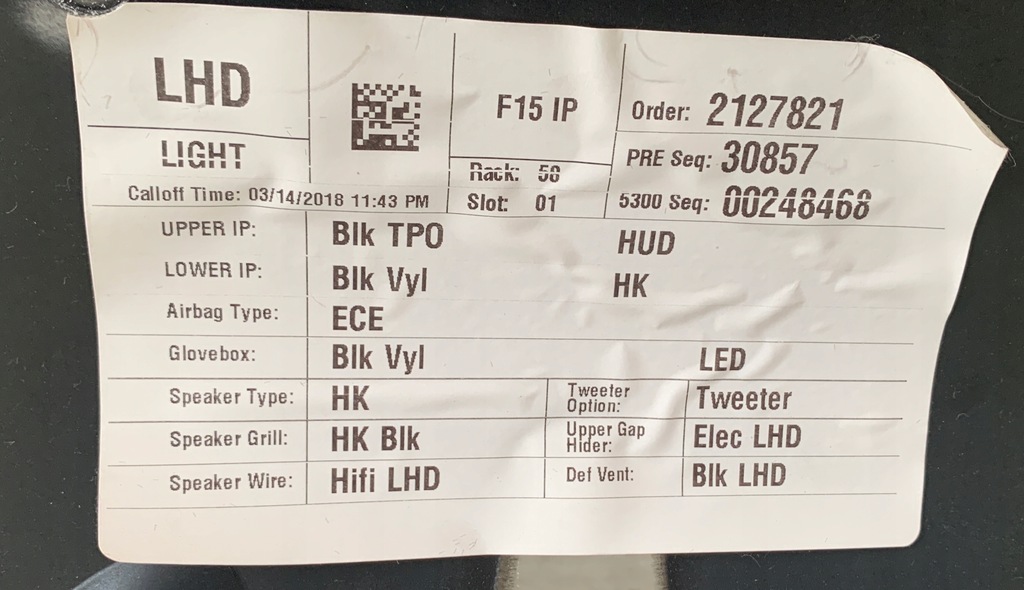 LHD
F15 IP
Order: 2127821
LIGHT
PRE Seq: 30857
Rack: 50
Calloff Time: 03/14/2018 11:43 PM
Slot: 01
5300 Seq: 00248468
UPPER IP: Blk TPO HUD
LOWER IP: Blk Vyl HK
Airbag Type: ECE
Glovebox: Blk Vyl LED
Speaker Type: HK Tweeter Option: Tweeter
Speaker Grill: HK Blk Upper Gap Hider: Elec LHD
Speaker Wire: Hifi LHD Def Vent: Blk LHD